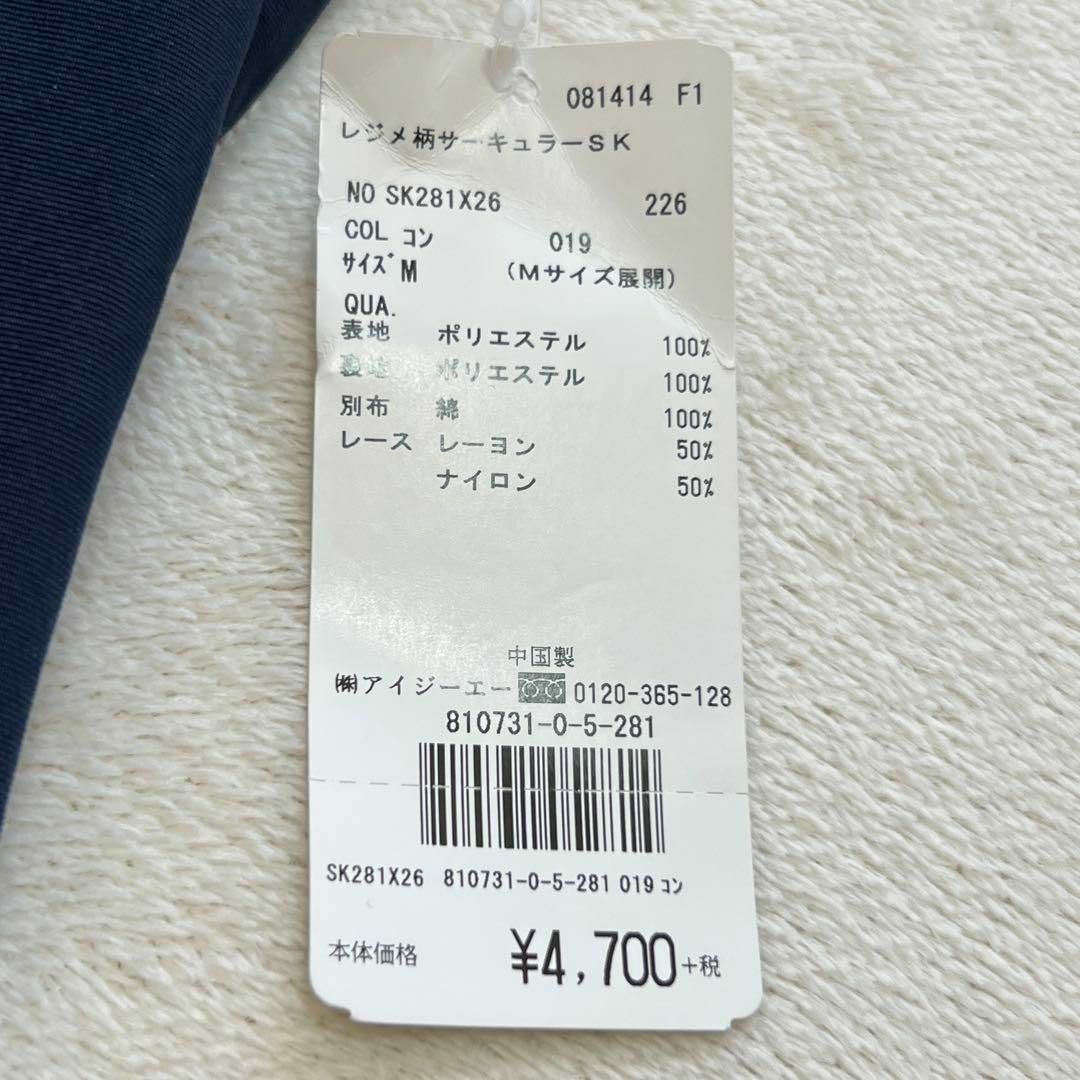 081414 F1
レジメ柄サーキュラーSK
NO SK281X26 226
COL コン 019
サイズ M (Mサイズ展開)
QUA.
表地 ポリエステル 100%
裏地 ポリエステル 100%
別布 綿 100%
レース レーヨン 50%
ナイロン 50%
中国製
㈱アイジーエー 0120-365-128
810731-0-5-281
SK281X26 810731-0-5-281 019 コン
本体価格 ¥4,700+税